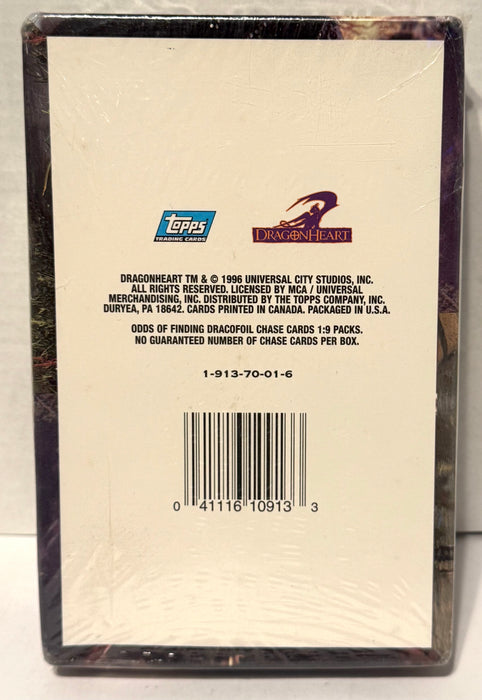 Topps
TRADING CARDS
DRAGONHEART
DRAGONHEART TM & © 1996 UNIVERSAL CITY STUDIOS, INC.
ALL RIGHTS RESERVED. LICENSED BY MCA / UNIVERSAL
MERCHANDISING, INC. DISTRIBUTED BY THE TOPPS COMPANY, INC.
DURYEA, PA 18642. CARDS PRINTED IN CANADA. PACKAGED IN U.S.A.
ODDS OF FINDING DRACOFOIL CHASE CARDS 1:9 PACKS.
NO GUARANTEED NUMBER OF CHASE CARDS PER BOX.
1-913-70-01-6
0 41116 10913 3